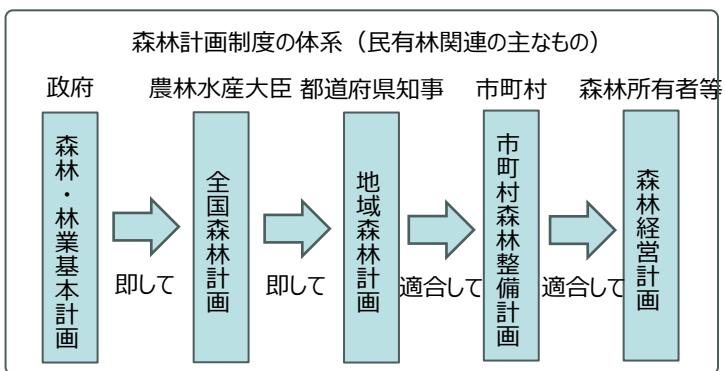 森林計画制度の体系（民有林関連の主なもの）
政府
農林水産大臣
都道府県知事
市町村
森林所有者等
森林・林業基本計画
即して
全国森林計画
即して
地域森林計画
適合して
市町村森林整備計画
適合して
森林経営計画